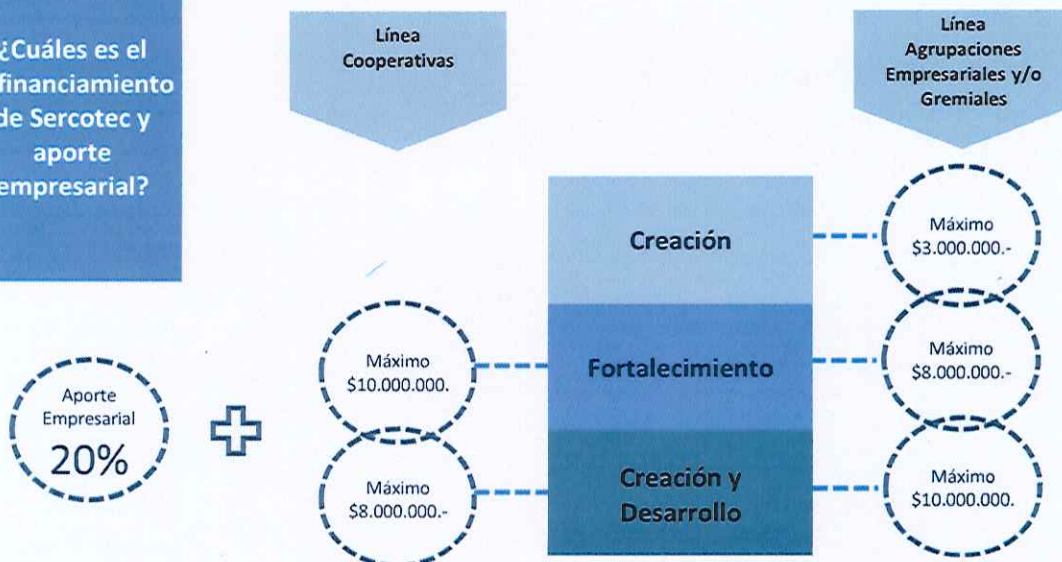 ¿Cuáles es el
financiamiento
de Sercotec y
aporte
empresarial?
Línea
Cooperativas
Línea
Agrupaciones
Empresariales y/o
Gremiales
Creación
Máximo
$3.000.000.-
Fortalecimiento
Máximo
$10.000.000.
Máximo
$8.000.000.-
Aporte
Empresarial
20%
Creación y
Desarrollo
Máximo
$8.000.000.-
Máximo
$10.000.000.